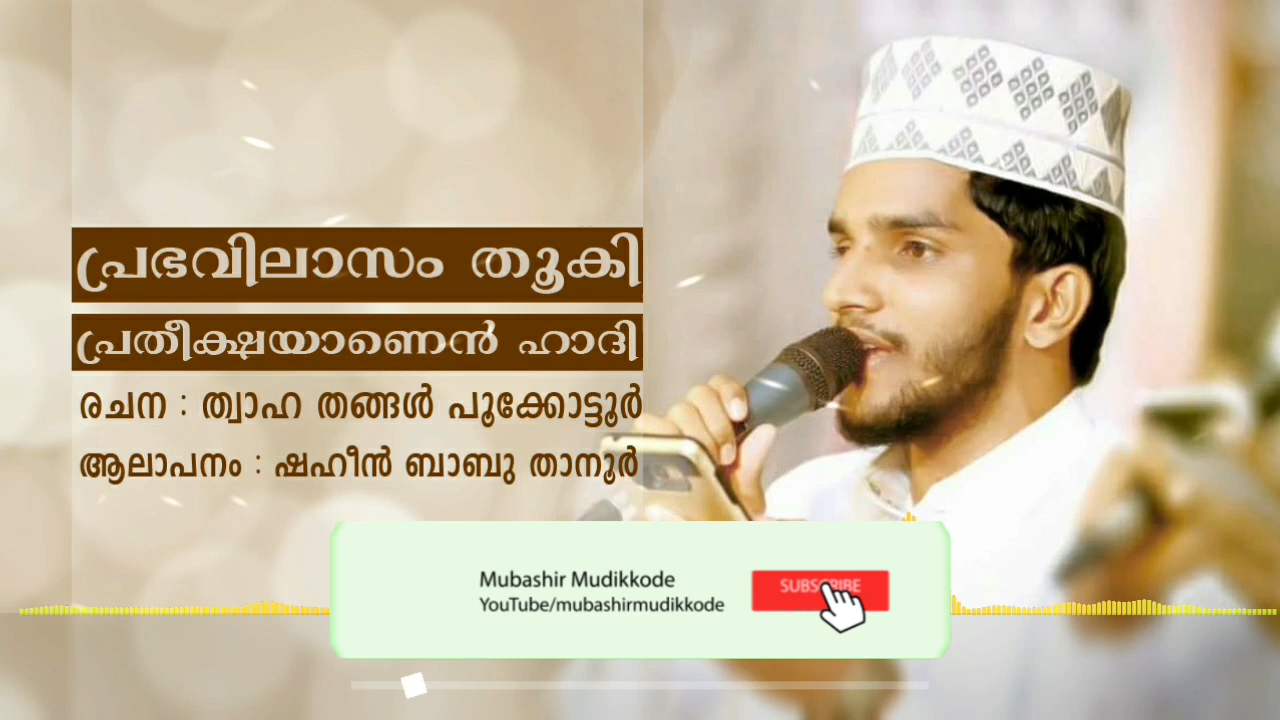 പ്രഭവിലാസം തൂകി
പ്രതീക്ഷയാണെൻ ഹാദി
രചന : ത്വാഹ തങ്ങൾ പൂക്കോട്ടൂർ
ആലാപനം : ഷഹീൻ ബാബു താനൂർ
Mubashir Mudikkode
YouTube/mubashirmudikkode
SUBSCRIBE